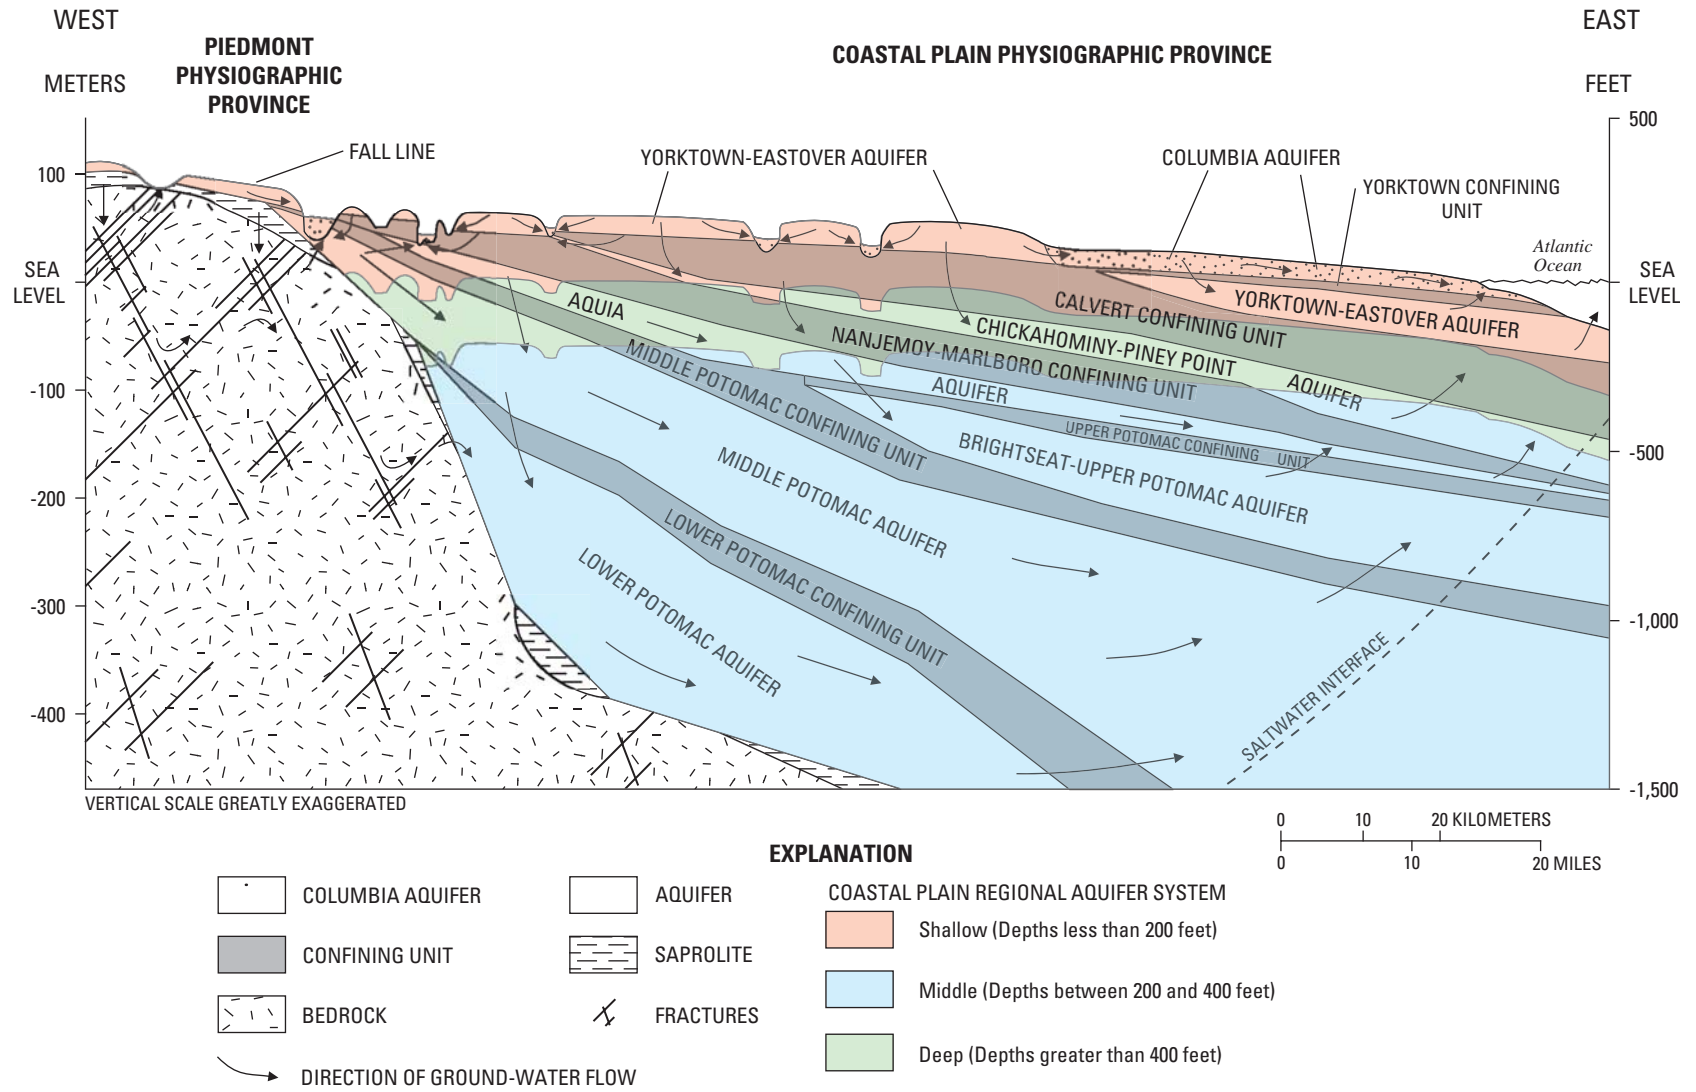 WEST
EAST
PIEDMONT
PHYSIOGRAPHIC
PROVINCE
COASTAL PLAIN PHYSIOGRAPHIC PROVINCE
METERS
FEET
500
FALL LINE
YORKTOWN-EASTOVER AQUIFER
COLUMBIA AQUIFER
YORKTOWN CONFINING
UNIT
100
Atlantic
Ocean
SEA
LEVEL
SEA
LEVEL
AQUIA
CALVERT CONFINING UNIT
YORKTOWN-EASTOVER AQUIFER
CHICKAHOMINY-PINEY POINT
AQUIFER
NANJEMOY-MARLBORO CONFINING UNIT
MIDDLE POTOMAC CONFINING UNIT
AQUIFER
-100
UPPER POTOMAC CONFINING UNIT
-500
BRIGHTSEAT-UPPER POTOMAC AQUIFER
MIDDLE POTOMAC AQUIFER
-200
LOWER POTOMAC CONFINING UNIT
LOWER POTOMAC AQUIFER
-300
-1,000
SALTWATER INTERFACE
-400
-1,500
VERTICAL SCALE GREATLY EXAGGERATED
0 10 20 KILOMETERS
0 10 20 MILES
EXPLANATION
COLUMBIA AQUIFER
CONFINING UNIT
BEDROCK
DIRECTION OF GROUND-WATER FLOW
AQUIFER
SAPROLITE
FRACTURES
COASTAL PLAIN REGIONAL AQUIFER SYSTEM
Shallow (Depths less than 200 feet)
Middle (Depths between 200 and 400 feet)
Deep (Depths greater than 400 feet)